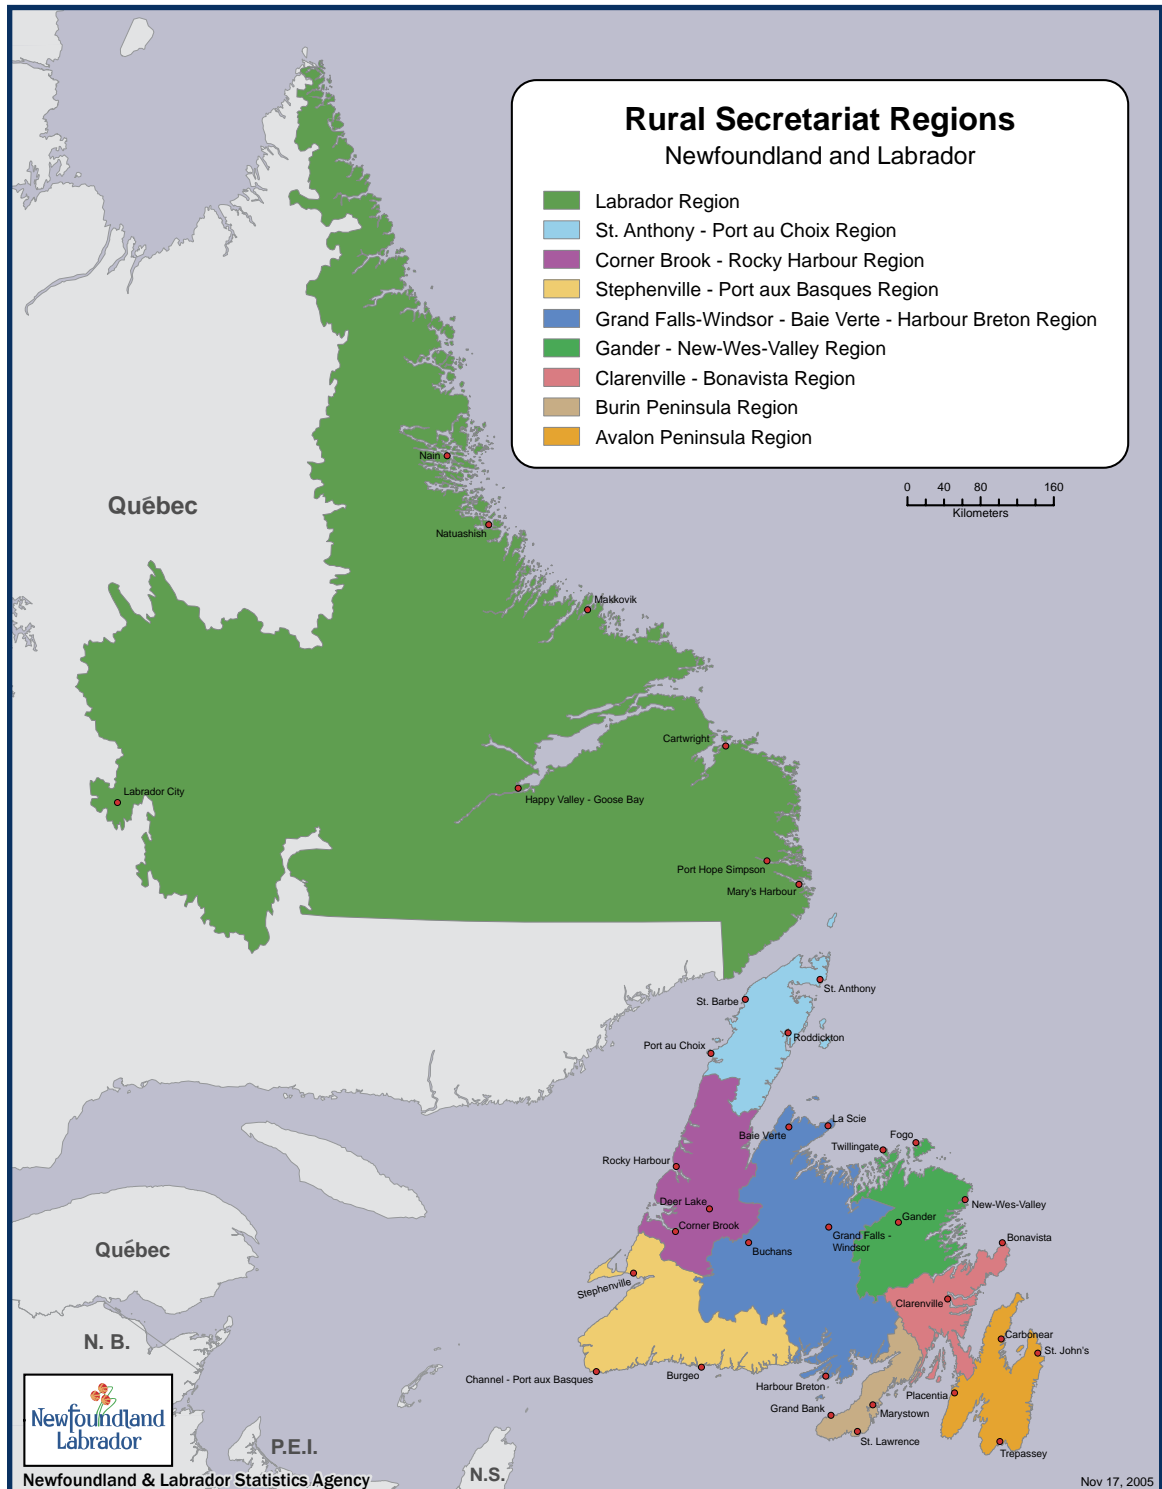 Rural Secretariat Regions
Newfoundland and Labrador
Labrador Region
St. Anthony - Port au Choix Region
Corner Brook - Rocky Harbour Region
Stephenville - Port aux Basques Region
Grand Falls-Windsor - Baie Verte - Harbour Breton Region
Gander - New-Wes-Valley Region
Clarenville - Bonavista Region
Burin Peninsula Region
Avalon Peninsula Region
0 40 80 160
Kilometers
Nain
Québec
Natuashish
Makkovik
Cartwright
Labrador City
Happy Valley - Goose Bay
Port Hope Simpson
Mary's Harbour
St. Anthony
St. Barbe
Roddickton
Port au Choix
La Scie
Baie Verte
Fogo
Twillingate
Rocky Harbour
Deer Lake
New-Wes-Valley
Gander
Corner Brook
Grand Falls -
Windsor
Bonavista
Buchans
Québec
Stephenville
Clarenville
Carbonear
N. B.
St. John's
Burgeo
Channel - Port aux Basques
Harbour Breton
Placentia
Grand Bank
Marystown
St. Lawrence
Trepassey
Newfoundland
Labrador
P.E.I.
N.S.
Newfoundland & Labrador Statistics Agency
Nov 17, 2005